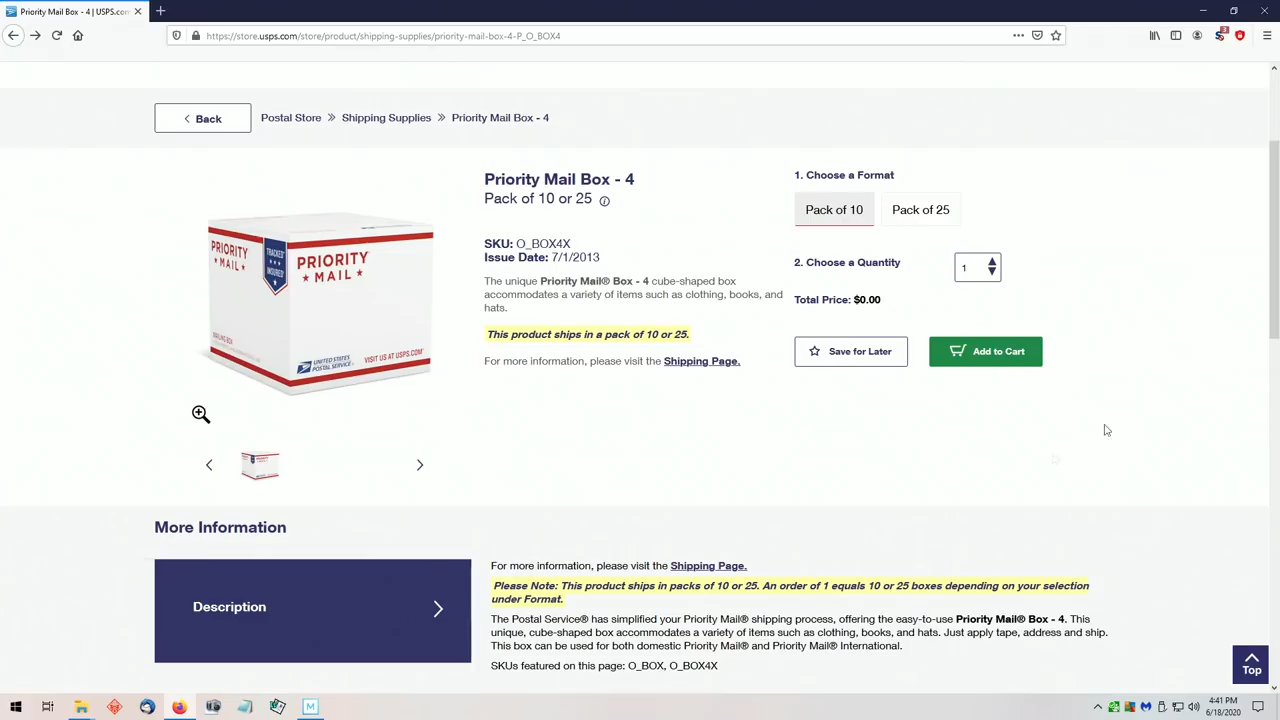 Priority Mail Box - 4 | USPS.com
https://store.usps.com/store/product/shipping-supplies/priority-mail-box-4-P_O_BOX4
3
Back
Postal Store » Shipping Supplies » Priority Mail Box - 4
PRIORITY
MAIL
TRACKED
INSURED
PRIORITY
★ MAIL ★
MAILING BOX
UNITED STATES
POSTAL SERVICE
VISIT US AT USPS.COM
Priority Mail Box - 4
Pack of 10 or 25
SKU: O_BOX4X
Issue Date: 7/1/2013
The unique Priority Mail® Box - 4 cube-shaped box
accommodates a variety of items such as clothing, books, and
hats.
This product ships in a pack of 10 or 25.
For more information, please visit the Shipping Page.
1. Choose a Format
Pack of 10
Pack of 25
2. Choose a Quantity
1
Total Price: $0.00
Save for Later
Add to Cart
More Information
Description
For more information, please visit the Shipping Page.
Please Note: This product ships in packs of 10 or 25. An order of 1 equals 10 or 25 boxes depending on your selection
under Format.
The Postal Service® has simplified your Priority Mail® shipping process, offering the easy-to-use Priority Mail® Box - 4. This
unique, cube-shaped box accommodates a variety of items such as clothing, books, and hats. Just apply tape, address and ship.
This box can be used for both domestic Priority Mail® and Priority Mail® International.
SKUs featured on this page: O_BOX, O_BOX4X
Top
M
4:41 PM
6/18/2020